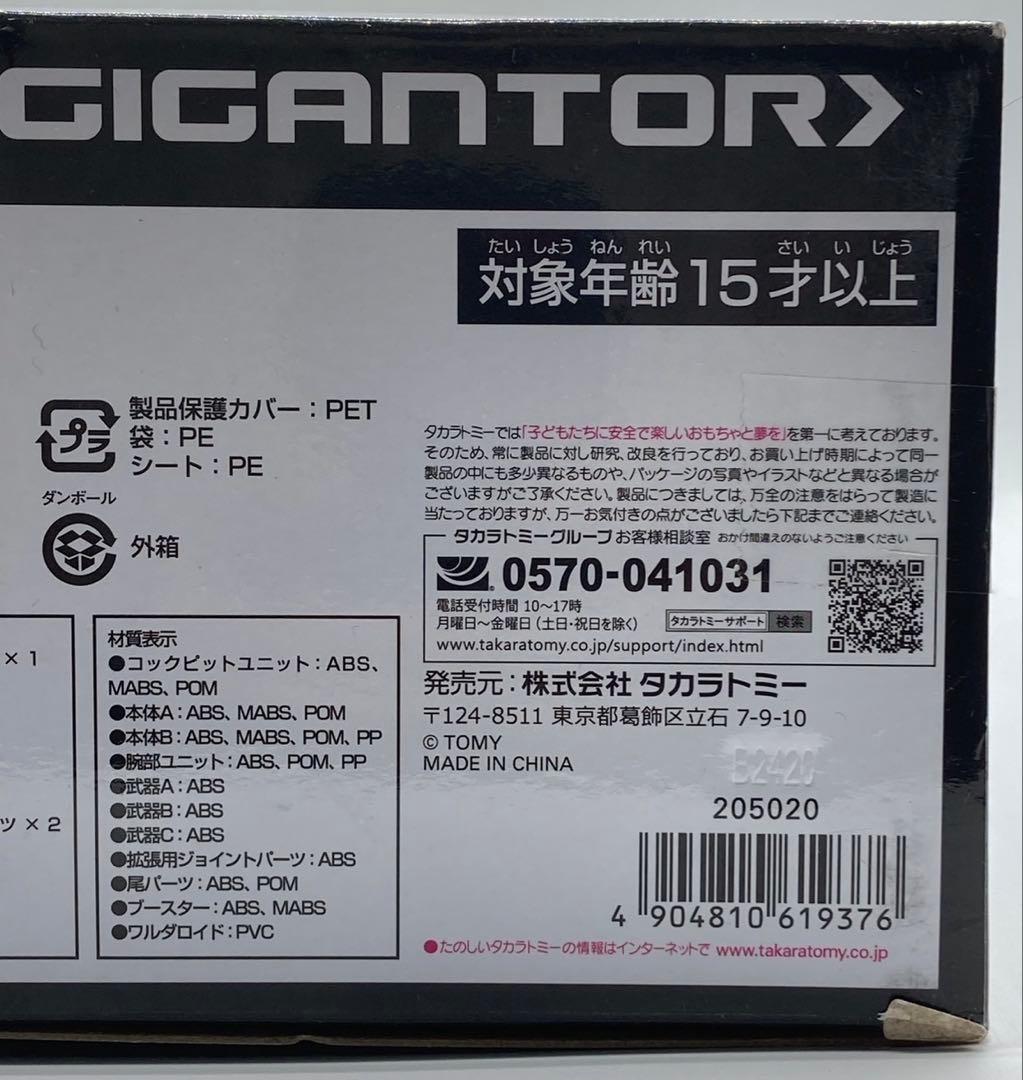 GIGANTOR
たいしょう ねんれい さい い じょう
対象年齢15才以上
プラ
製品保護カバー：PET
袋：PE
シート：PE
ダンボール
外箱
× 1
ツ × 2
材質表示
●コックピットユニット：ABS、
MABS、POM
●本体A：ABS、MABS、POM
●本体B：ABS、MABS、POM、PP
●腕部ユニット：ABS、POM、PP
●武器A：ABS
●武器B：ABS
●武器C：ABS
●拡張用ジョイントパーツ：ABS
●尾パーツ：ABS、POM
●ブースター：ABS、MABS
●ワルダロイド：PVC
タカラトミーでは「子どもたちに安全で楽しいおもちゃと夢を」を第一に考えております。
そのため、常に製品に対し研究、改良を行っており、お買い上げ時期によって同一
製品の中にも多少異なるものや、パッケージの写真やイラストなどと異なる場合が
ございますがご了承ください。製品につきましては、万全の注意をはらって製造に
当たっておりますが、万一お気付きの点がございましたら下記までご連絡ください。
タカラトミーグループ お客様相談室 おかけ間違えのないようご注意ください
0570-041031
電話受付時間 10〜17時
月曜日〜金曜日（土日・祝日を除く）
タカラトミーサポート 検索
www.takaratomy.co.jp/support/index.html
発売元：株式会社 タカラトミー
〒124-8511 東京都葛飾区立石 7-9-10
© TOMY
MADE IN CHINA
205020
4 904810 619376
●たのしいタカラトミーの情報はインターネットで www.takaratomy.co.jp